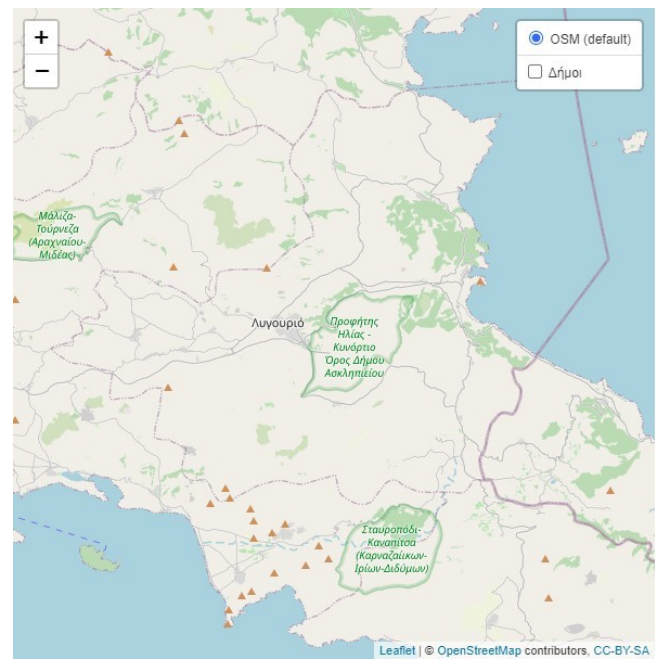 +
−
OSM (default)
Δήμοι
Μάλιζα-
Τούρνεζα
(Αραχναίου-
Μιδέας)
Λυγουριό
Προφήτης
Ηλίας -
Κυνόρτιο
Όρος Δήμου
Ασκληπιείου
Σταυροπόδι-
Καναπίτσα
(Καρναζαίικων-
Ιρίων-Διδύμων)
Leaflet | © OpenStreetMap contributors, CC-BY-SA